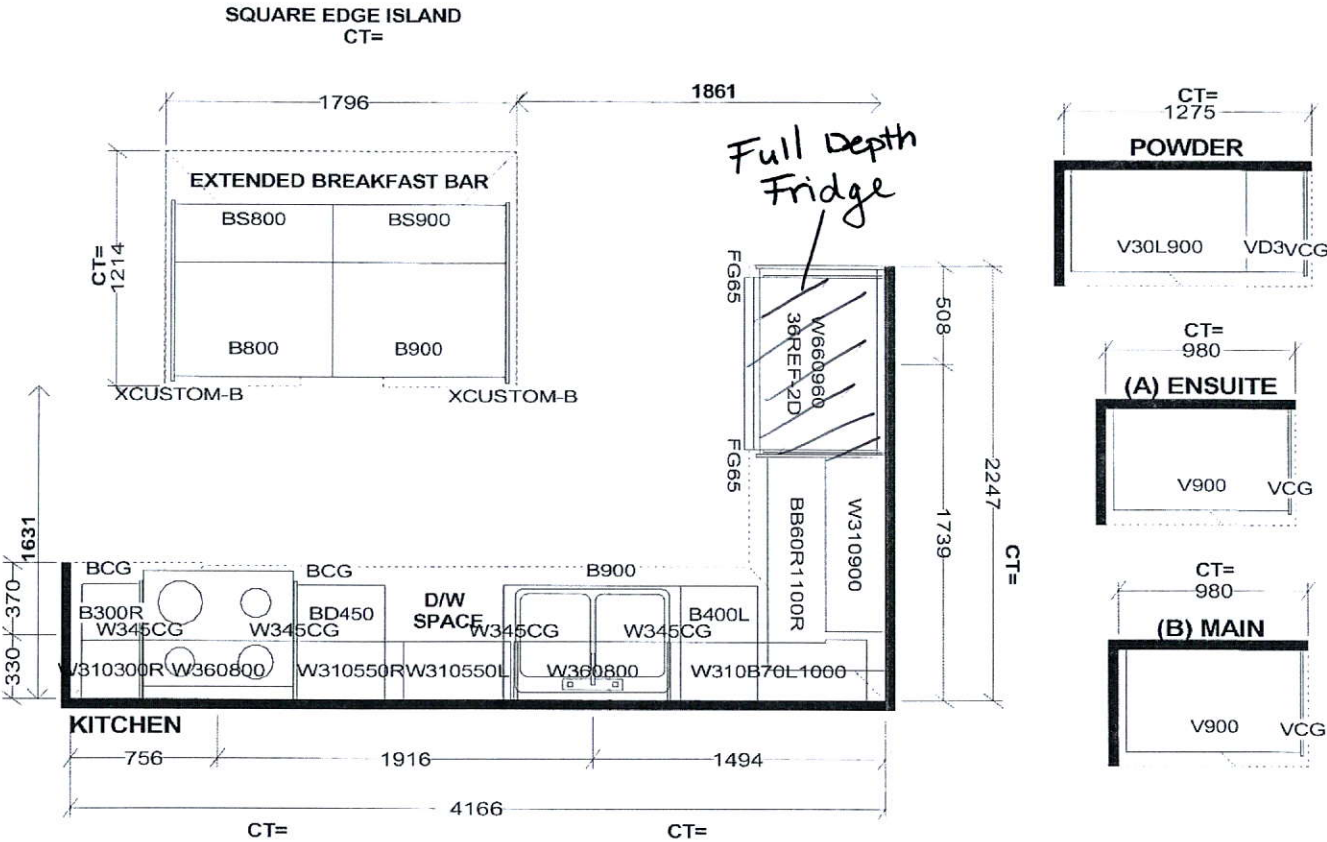 SQUARE EDGE ISLAND
CT=
1796
1861
CT=
1275
POWDER
Full Depth
Fridge
EXTENDED BREAKFAST BAR
BS800
BS900
CT=
1214
B800
B900
XCUSTOM-B
XCUSTOM-B
V30L900
VD3
VCG
FG65
W660960
36REF-2D
FG65
508
2247
1739
CT=
CT=
980
(A) ENSUITE
V900
VCG
BB60R1100R
W310900
1631
370
330
BCG
BCG
B900
B300R
BD450
D/W
SPACE
B400L
W345CG
W345CG
W345CG
W345CG
W310300R
W360800
W310550R
W310550L
W360800
W310B70L1000
KITCHEN
CT=
980
(B) MAIN
V900
VCG
756
1916
1494
4166
CT=
CT=